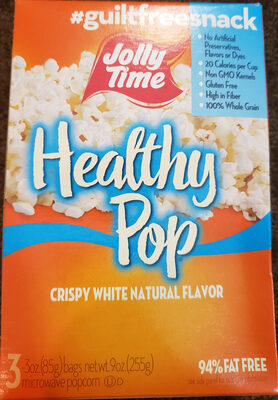 #guiltfreesnack
Jolly
Time
• No Artificial
Preservatives,
Flavors or Dyes
• 20 Calories per Cup
• Non GMO Kernels
• Gluten Free
• High in Fiber
• 100% Whole Grain
Healthy
Pop
CRISPY WHITE NATURAL FLAVOR
3 -3oz.(85g) bags net wt. 9oz. (255g)
microwave popcorn
94% FAT FREE